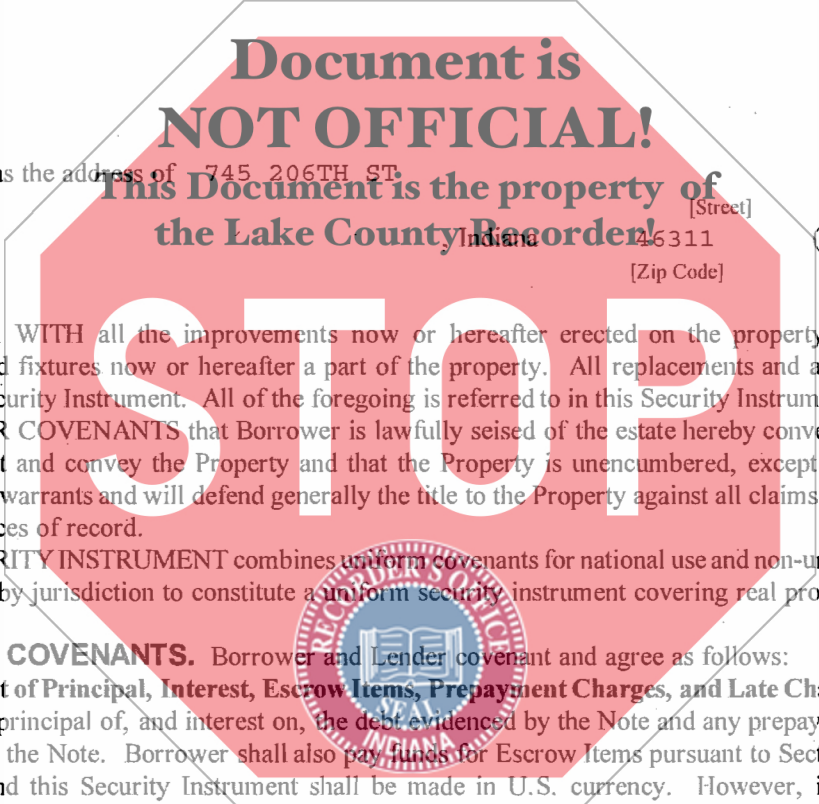 Document is
NOT OFFICIAL!
s the address of 745 206TH ST
This Document is the property of
[Street]
the Lake County Recorder!
, Indiana 46311 (
[Zip Code]
STOP
WITH all the improvements now or hereafter erected on the property
d fixtures now or hereafter a part of the property. All replacements and a
curity Instrument. All of the foregoing is referred to in this Security Instrum
R COVENANTS that Borrower is lawfully seised of the estate hereby conve
t and convey the Property and that the Property is unencumbered, except
warrants and will defend generally the title to the Property against all claims
ces of record.
RITY INSTRUMENT combines uniform covenants for national use and non-u
by jurisdiction to constitute a uniform security instrument covering real pro
RECORDER'S OFFICE
SEAL
INDIANA
COVENANTS. Borrower and Lender covenant and agree as follows:
t of Principal, Interest, Escrow Items, Prepayment Charges, and Late Cha
principal of, and interest on, the debt evidenced by the Note and any prepay
the Note. Borrower shall also pay funds for Escrow Items pursuant to Sect
nd this Security Instrument shall be made in U.S. currency. However, i